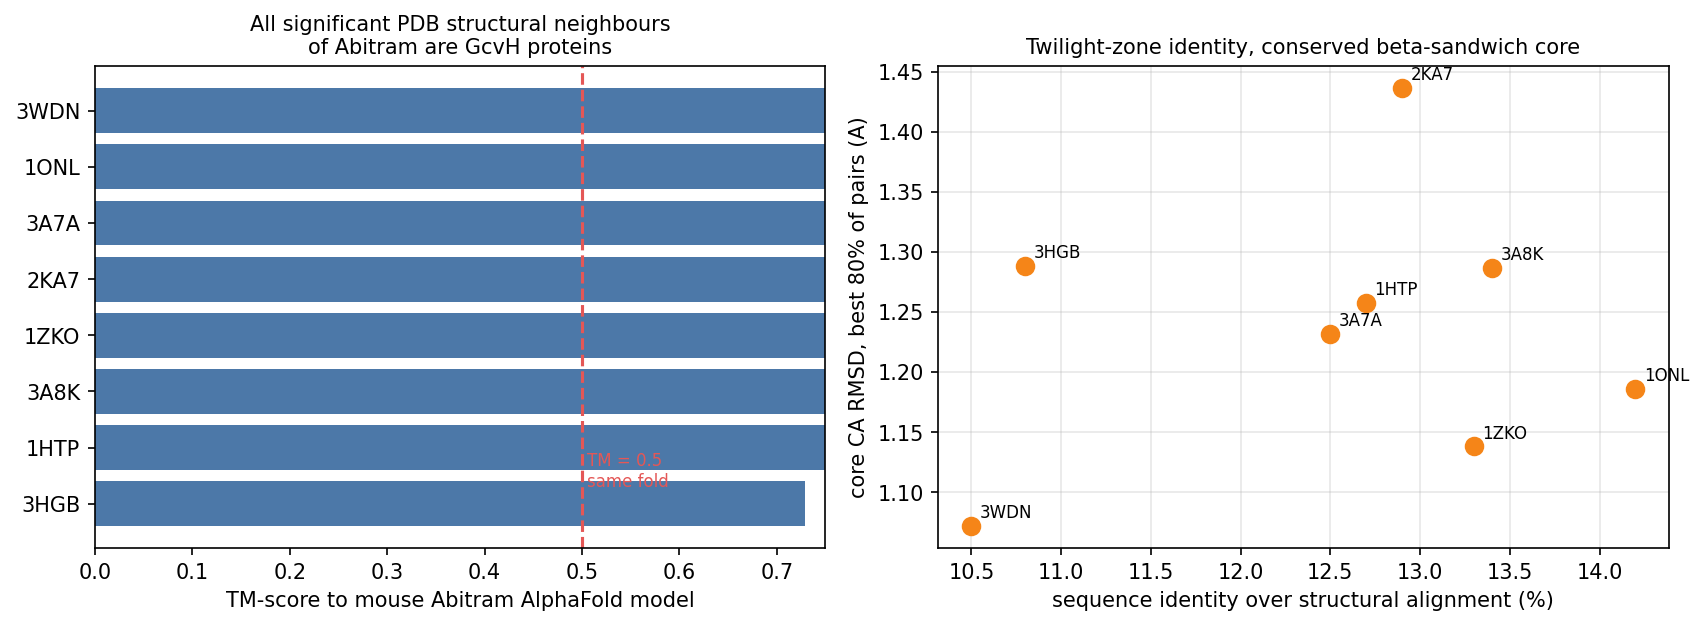 All significant PDB structural neighbours
of Abitram are GcvH proteins
3WDN
1ONL
3A7A
2KA7
1ZKO
3A8K
1HTP
3HGB
TM = 0.5
same fold
0.0 0.1 0.2 0.3 0.4 0.5 0.6 0.7
TM-score to mouse Abitram AlphaFold model
Twilight-zone identity, conserved beta-sandwich core
core CA RMSD, best 80% of pairs (A)
1.45
1.40
1.35
1.30
1.25
1.20
1.15
1.10
2KA7
3HGB
3A8K
1HTP
3A7A
1ONL
1ZKO
3WDN
10.5 11.0 11.5 12.0 12.5 13.0 13.5 14.0
sequence identity over structural alignment (%)